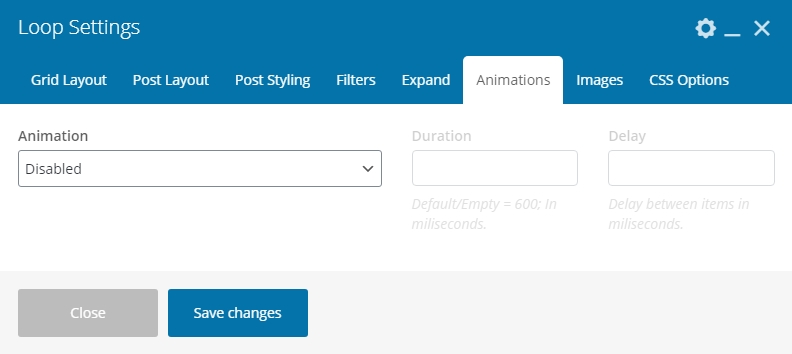 Loop Settings
Grid Layout Post Layout Post Styling Filters Expand Animations Images CSS Options
Animation Duration Delay
Disabled
Default/Empty = 600; In Delay between items in
miliseconds. miliseconds.
Close Save changes